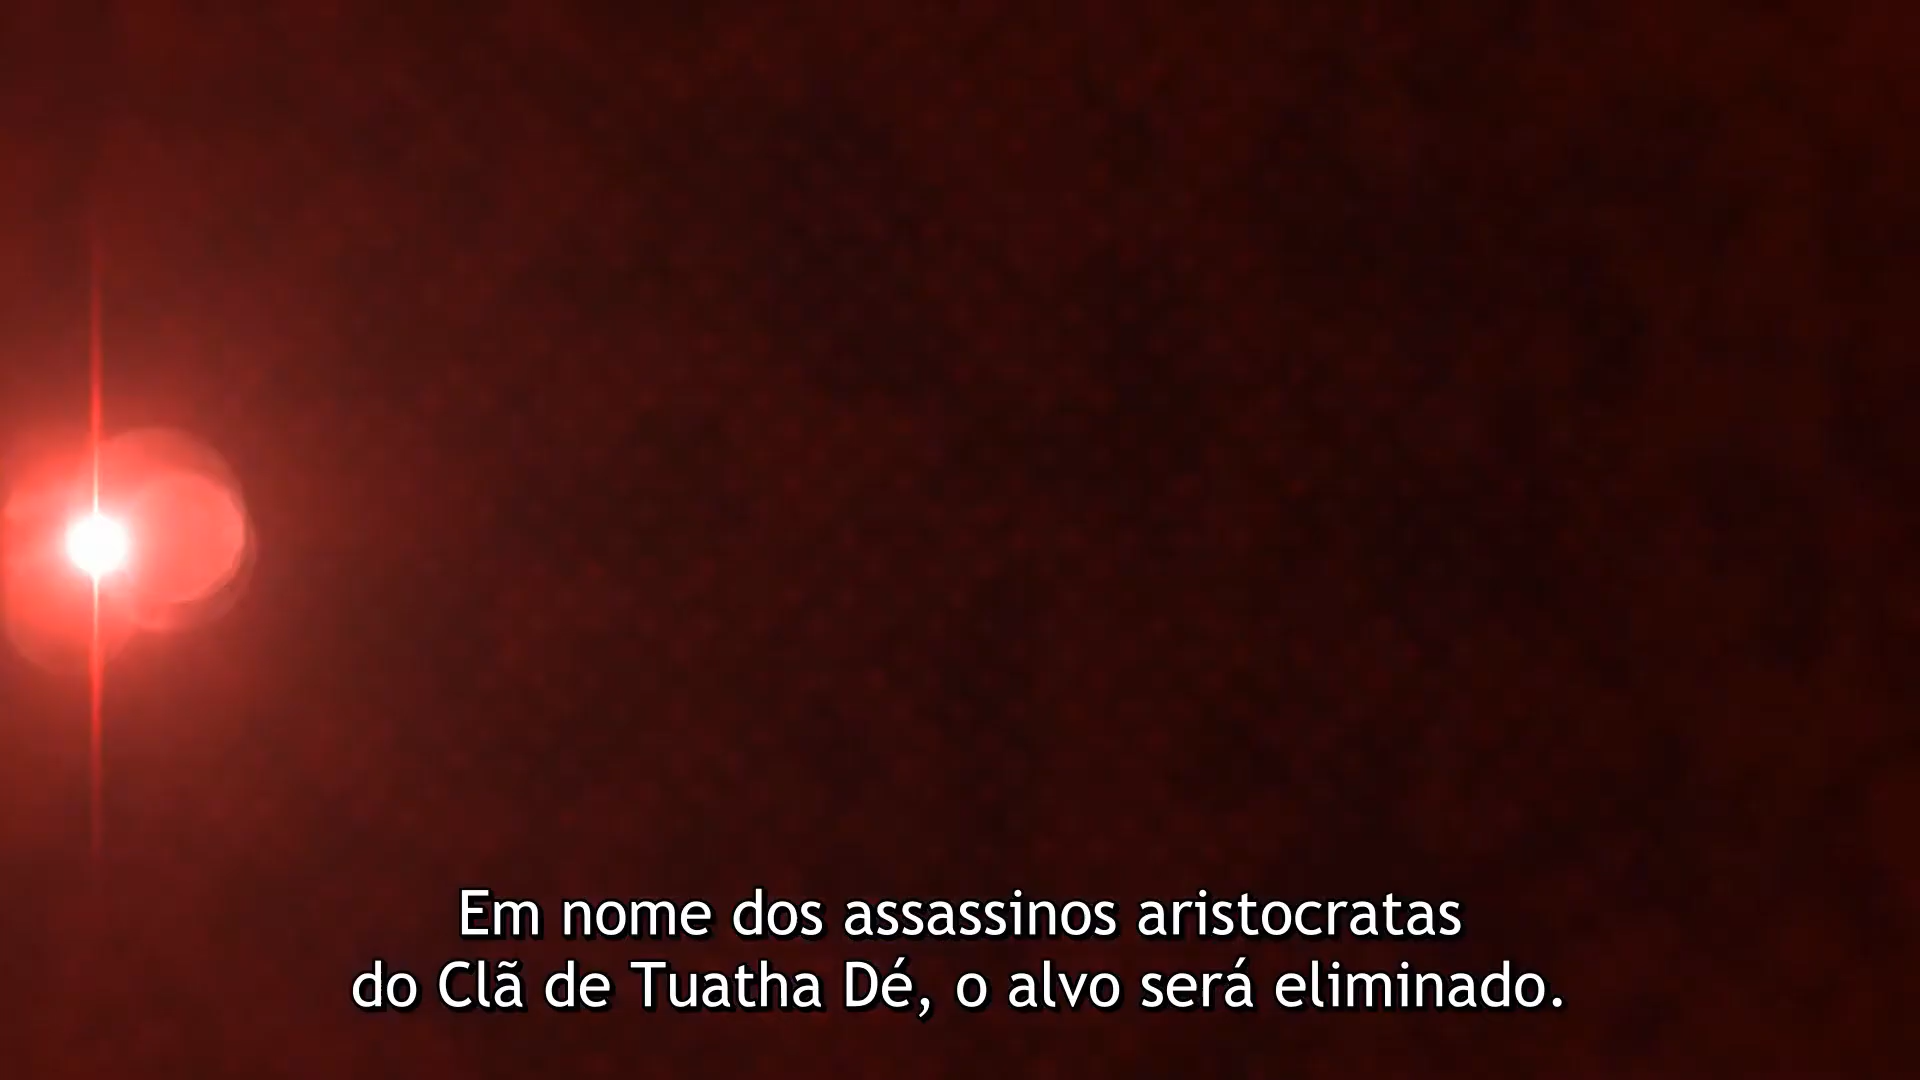 Em nome dos assassinos aristocratas
do Clã de Tuatha Dé, o alvo será eliminado.